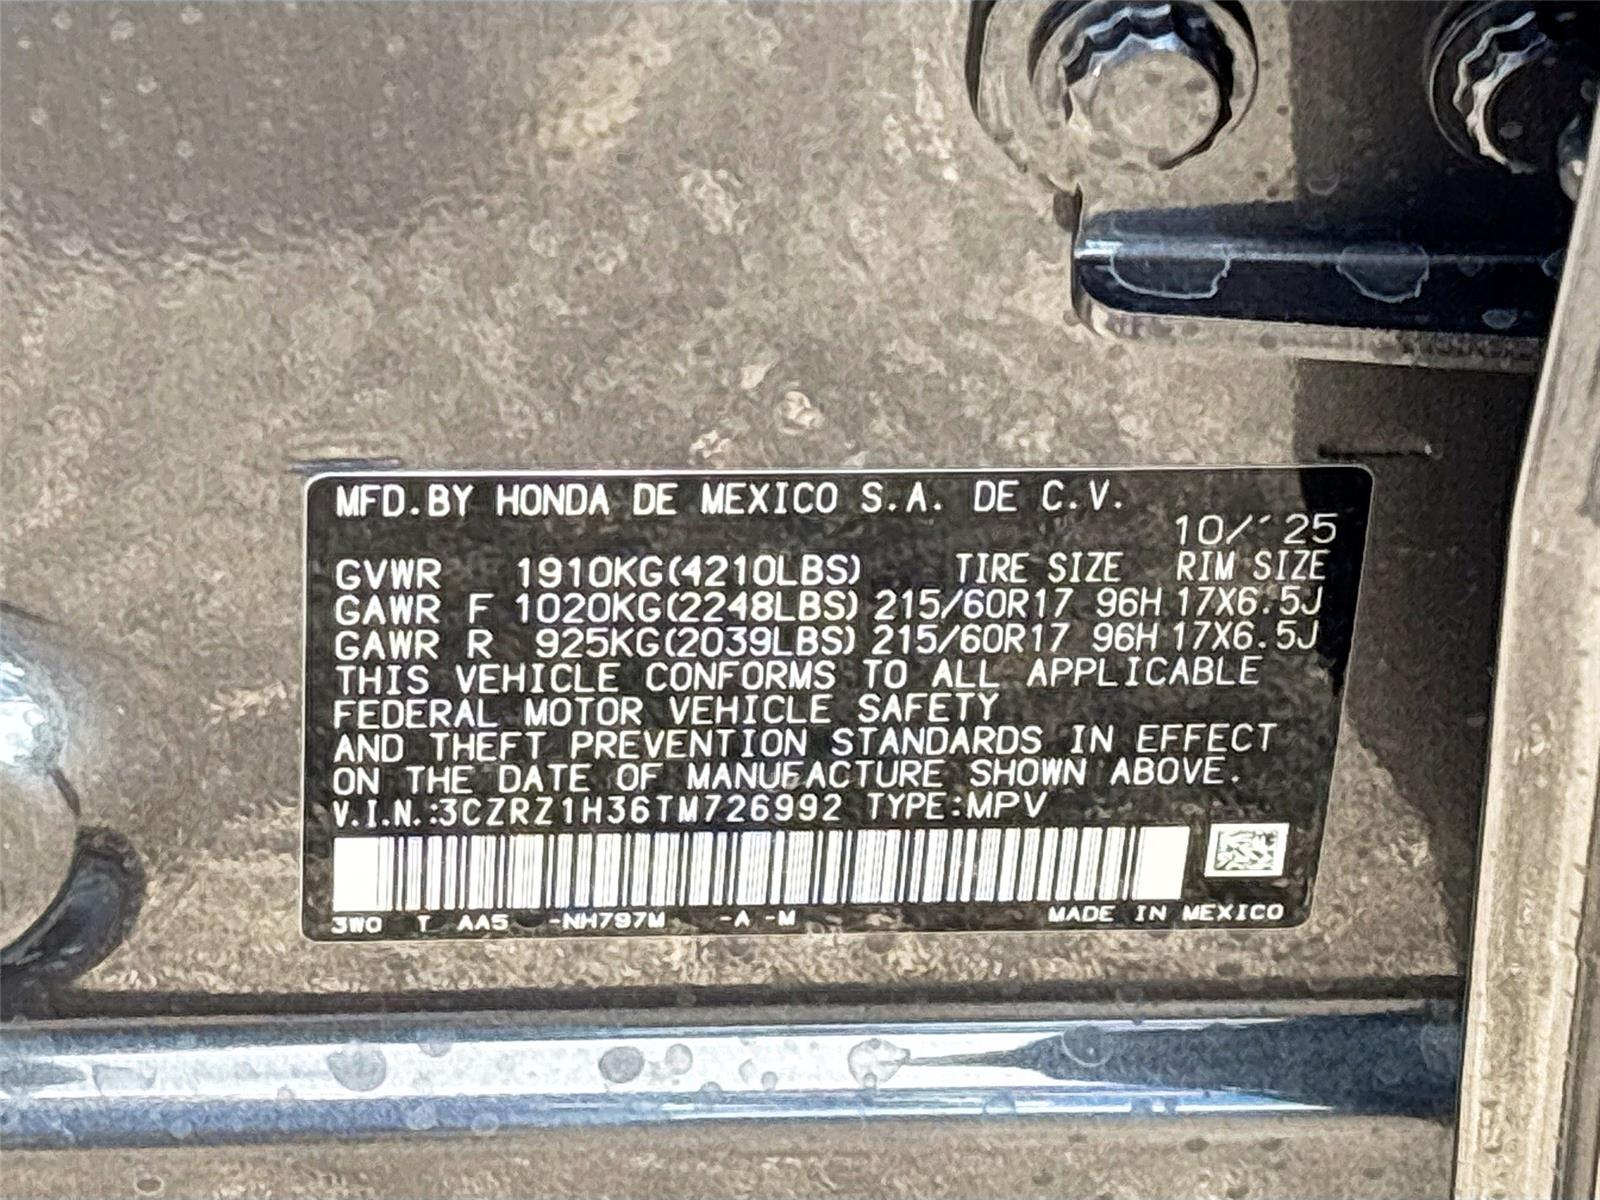 MFD.BY HONDA DE MEXICO S.A. DE C.V.
10/'25
GVWR 1910KG(4210LBS) TIRE SIZE RIM SIZE
GAWR F 1020KG(2248LBS) 215/60R17 96H 17X6.5J
GAWR R 925KG(2039LBS) 215/60R17 96H 17X6.5J
THIS VEHICLE CONFORMS TO ALL APPLICABLE
FEDERAL MOTOR VEHICLE SAFETY
AND THEFT PREVENTION STANDARDS IN EFFECT
ON THE DATE OF MANUFACTURE SHOWN ABOVE.
V.I.N.:3CZRZ1H36TM726992 TYPE:MPV
3W0 T AA5 -NH797M -A -M MADE IN MEXICO